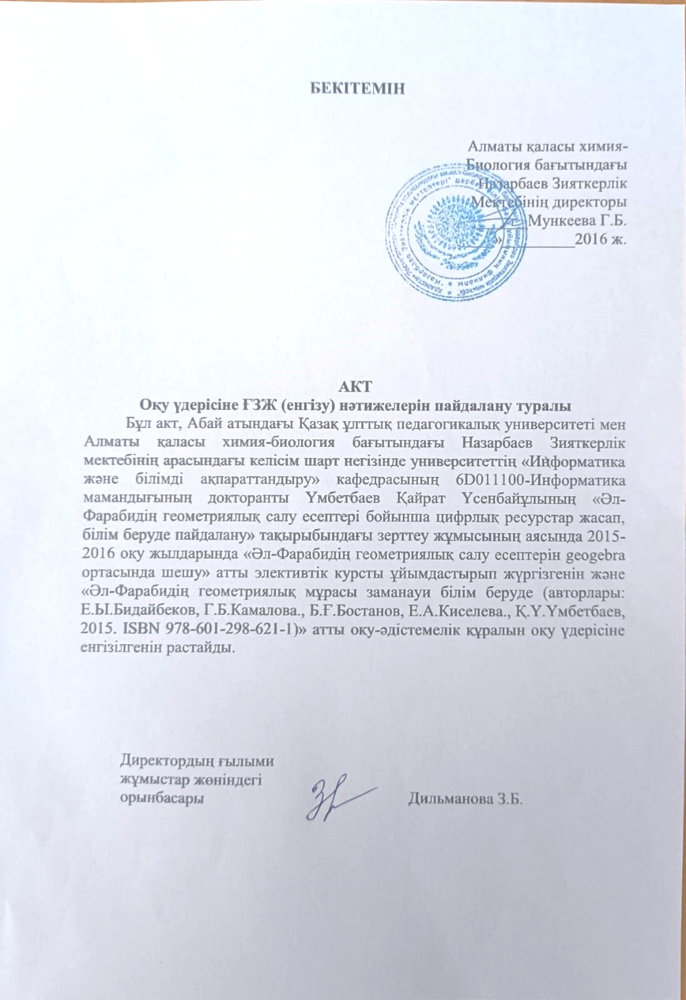 БЕКІТЕМІН
Алматы қаласы химия-
Биология бағытындағы
Назарбаев Зияткерлік
Мектебінің директоры
Мункеева Г.Б.
»__________2016 ж.
АКТ
Оқу үдерісіне ҒЗЖ (енгізу) нәтижелерін пайдалану туралы
Бұл акт, Абай атындағы Қазақ ұлттық педагогикалық университеті мен
Алматы қаласы химия-биология бағытындағы Назарбаев Зияткерлік
мектебінің арасындағы келісім шарт негізінде университеттің «Информатика
және білімді ақпараттандыру» кафедрасының 6D011100-Информатика
мамандығының докторанты Үмбетбаев Қайрат Үсенбайұлының «Әл-
Фарабидің геометриялық салу есептері бойынша цифрлық ресурстар жасап,
білім беруде пайдалану» тақырыбындағы зерттеу жұмысының аясында 2015-
2016 оқу жылдарында «Әл-Фарабидің геометриялық салу есептерін geogebra
ортасында шешу» атты элективтік курсты ұйымдастырып жүргізгенін және
«Әл-Фарабидің геометриялық мұрасы заманауи білім беруде (авторлары:
Е.Ы.Бидайбеков, Г.Б.Камалова., Б.Ғ.Бостанов, Е.А.Киселева., Қ.Ү.Үмбетбаев,
2015. ISBN 978-601-298-621-1)» атты оқу-әдістемелік құралын оқу үдерісіне
енгізілгенін растайды.
Директордың ғылыми
жұмыстар жөніндегі
орынбасары
Дильманова З.Б.